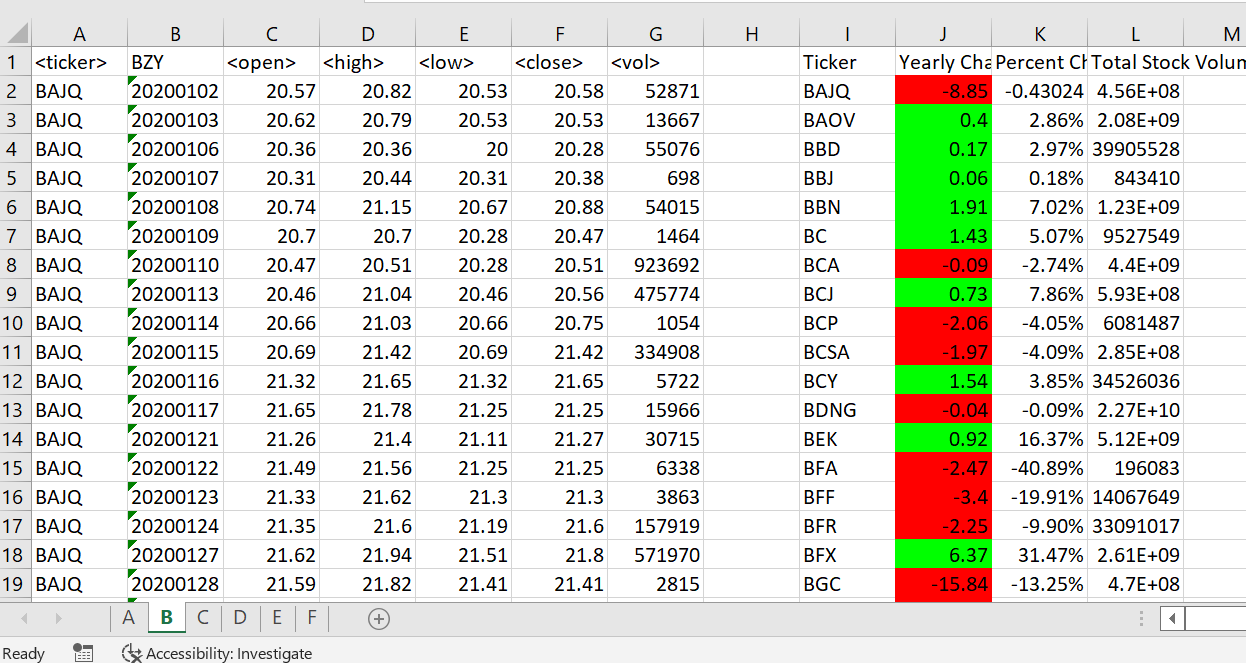 A B C D E F G H I J K L M
1 <ticker> BZY <open> <high> <low> <close> <vol> Ticker Yearly Cha Percent Ch Total Stock Volum
2 BAJQ 20200102 20.57 20.82 20.53 20.58 52871 BAJQ -8.85 -0.43024 4.56E+08
3 BAJQ 20200103 20.62 20.79 20.53 20.53 13667 BAOV 0.4 2.86% 2.08E+09
4 BAJQ 20200106 20.36 20.36 20 20.28 55076 BBD 0.17 2.97% 39905528
5 BAJQ 20200107 20.31 20.44 20.31 20.38 698 BBJ 0.06 0.18% 843410
6 BAJQ 20200108 20.74 21.15 20.67 20.88 54015 BBN 1.91 7.02% 1.23E+09
7 BAJQ 20200109 20.7 20.7 20.28 20.47 1464 BC 1.43 5.07% 9527549
8 BAJQ 20200110 20.47 20.51 20.28 20.51 923692 BCA -0.09 -2.74% 4.4E+09
9 BAJQ 20200113 20.46 21.04 20.46 20.56 475774 BCJ 0.73 7.86% 5.93E+08
10 BAJQ 20200114 20.66 21.03 20.66 20.75 1054 BCP -2.06 -4.05% 6081487
11 BAJQ 20200115 20.69 21.42 20.69 21.42 334908 BCSA -1.97 -4.09% 2.85E+08
12 BAJQ 20200116 21.32 21.65 21.32 21.65 5722 BCY 1.54 3.85% 34526036
13 BAJQ 20200117 21.65 21.78 21.25 21.25 15966 BDNG -0.04 -0.09% 2.27E+10
14 BAJQ 20200121 21.26 21.4 21.11 21.27 30715 BEK 0.92 16.37% 5.12E+09
15 BAJQ 20200122 21.49 21.56 21.25 21.25 6338 BFA -2.47 -40.89% 196083
16 BAJQ 20200123 21.33 21.62 21.3 21.3 3863 BFF -3.4 -19.91% 14067649
17 BAJQ 20200124 21.35 21.6 21.19 21.6 157919 BFR -2.25 -9.90% 33091017
18 BAJQ 20200127 21.62 21.94 21.51 21.8 571970 BFX 6.37 31.47% 2.61E+09
19 BAJQ 20200128 21.59 21.82 21.41 21.41 2815 BGC -15.84 -13.25% 4.7E+08
A B C D E F
Ready Accessibility: Investigate